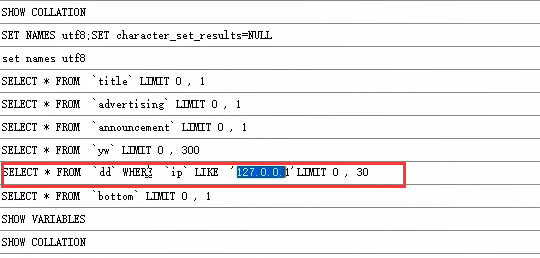 SHOW COLLATION
SET NAMES utf8;SET character_set_results=NULL
set names utf8
SELECT * FROM `title` LIMIT 0 , 1
SELECT * FROM `advertising` LIMIT 0 , 1
SELECT * FROM `announcement` LIMIT 0 , 1
SELECT * FROM `yw` LIMIT 0 , 300
SELECT * FROM `dd` WHERE `ip` LIKE '127.0.0.1'LIMIT 0 , 30
SELECT * FROM `bottom` LIMIT 0 , 1
SHOW VARIABLES
SHOW COLLATION